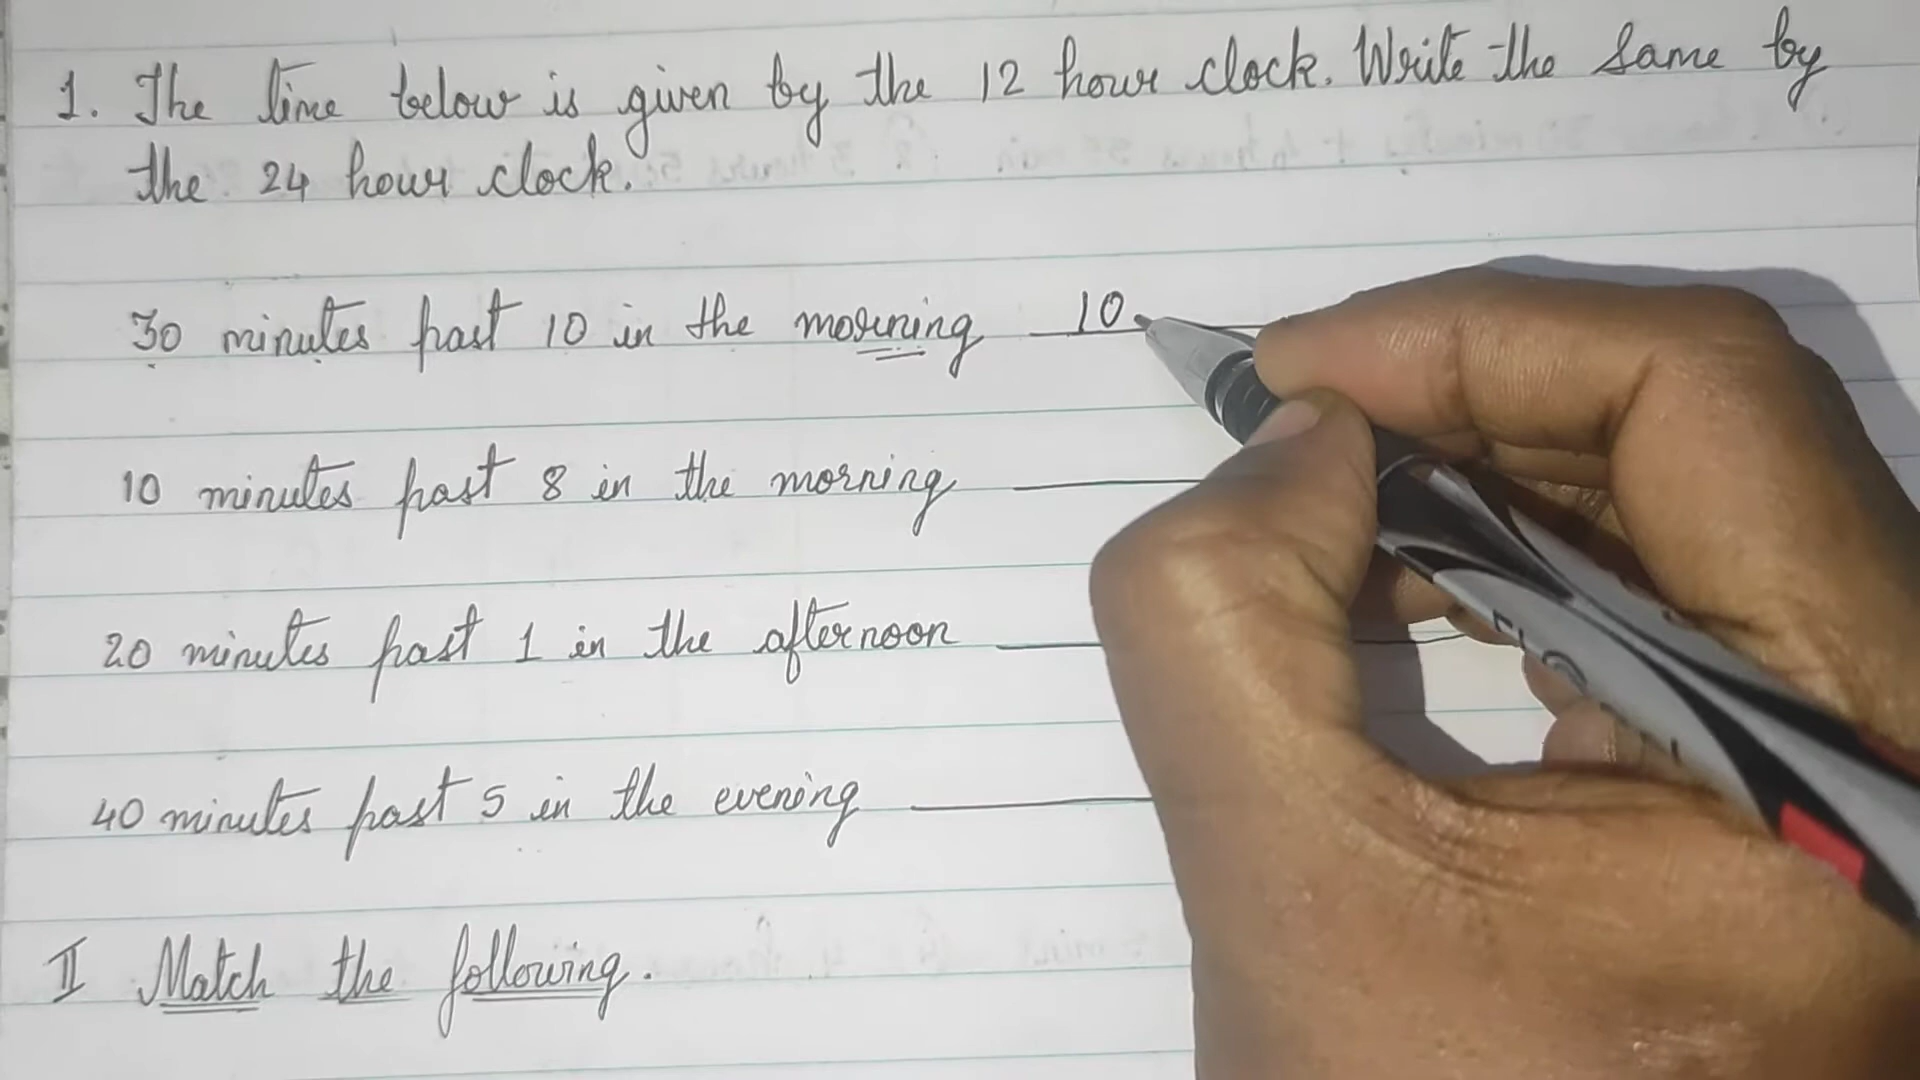 1. The time below is given by the 12 hour clock. Write the same by
the 24 hour clock.
30 minutes past 10 in the morning 10
10 minutes past 8 in the morning
20 minutes past 1 in the afternoon
40 minutes past 5 in the evening
II Match the following.